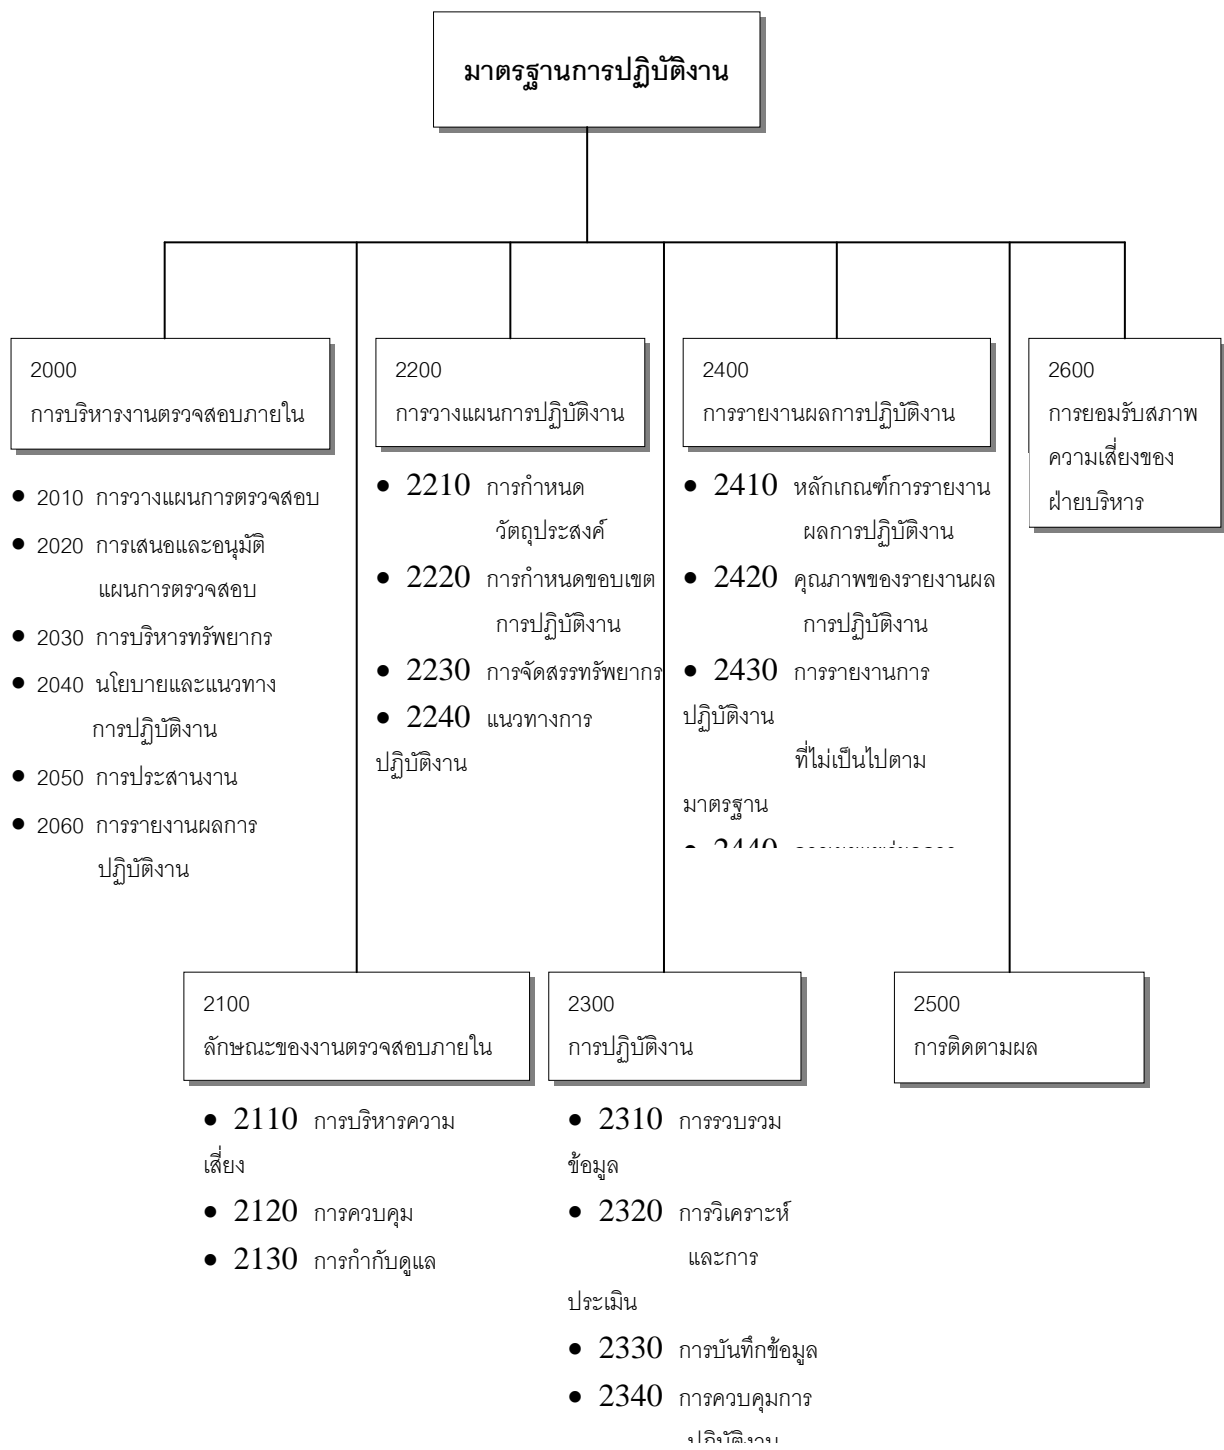 มาตรฐานการปฏิบัติงาน
2000
การบริหารงานตรวจสอบภายใน
● 2010 การวางแผนการตรวจสอบ
● 2020 การเสนอและอนุมัติ
แผนการตรวจสอบ
● 2030 การบริหารทรัพยากร
● 2040 นโยบายและแนวทาง
การปฏิบัติงาน
● 2050 การประสานงาน
● 2060 การรายงานผลการ
ปฏิบัติงาน
2200
การวางแผนการปฏิบัติงาน
● 2210 การกำหนด
วัตถุประสงค์
● 2220 การกำหนดขอบเขต
การปฏิบัติงาน
● 2230 การจัดสรรทรัพยากร
● 2240 แนวทางการ
ปฏิบัติงาน
2400
การรายงานผลการปฏิบัติงาน
● 2410 หลักเกณฑ์การรายงาน
ผลการปฏิบัติงาน
● 2420 คุณภาพของรายงานผล
การปฏิบัติงาน
● 2430 การรายงานการ
ปฏิบัติงาน
ที่ไม่เป็นไปตาม
มาตรฐาน
● 2440
2600
การยอมรับสภาพ
ความเสี่ยงของ
ฝ่ายบริหาร
2100
ลักษณะของงานตรวจสอบภายใน
● 2110 การบริหารความ
เสี่ยง
● 2120 การควบคุม
● 2130 การกำกับดูแล
2300
การปฏิบัติงาน
● 2310 การรวบรวม
ข้อมูล
● 2320 การวิเคราะห์
และการ
ประเมิน
● 2330 การบันทึกข้อมูล
● 2340 การควบคุมการ
ปฏิบัติงาน
2500
การติดตามผล